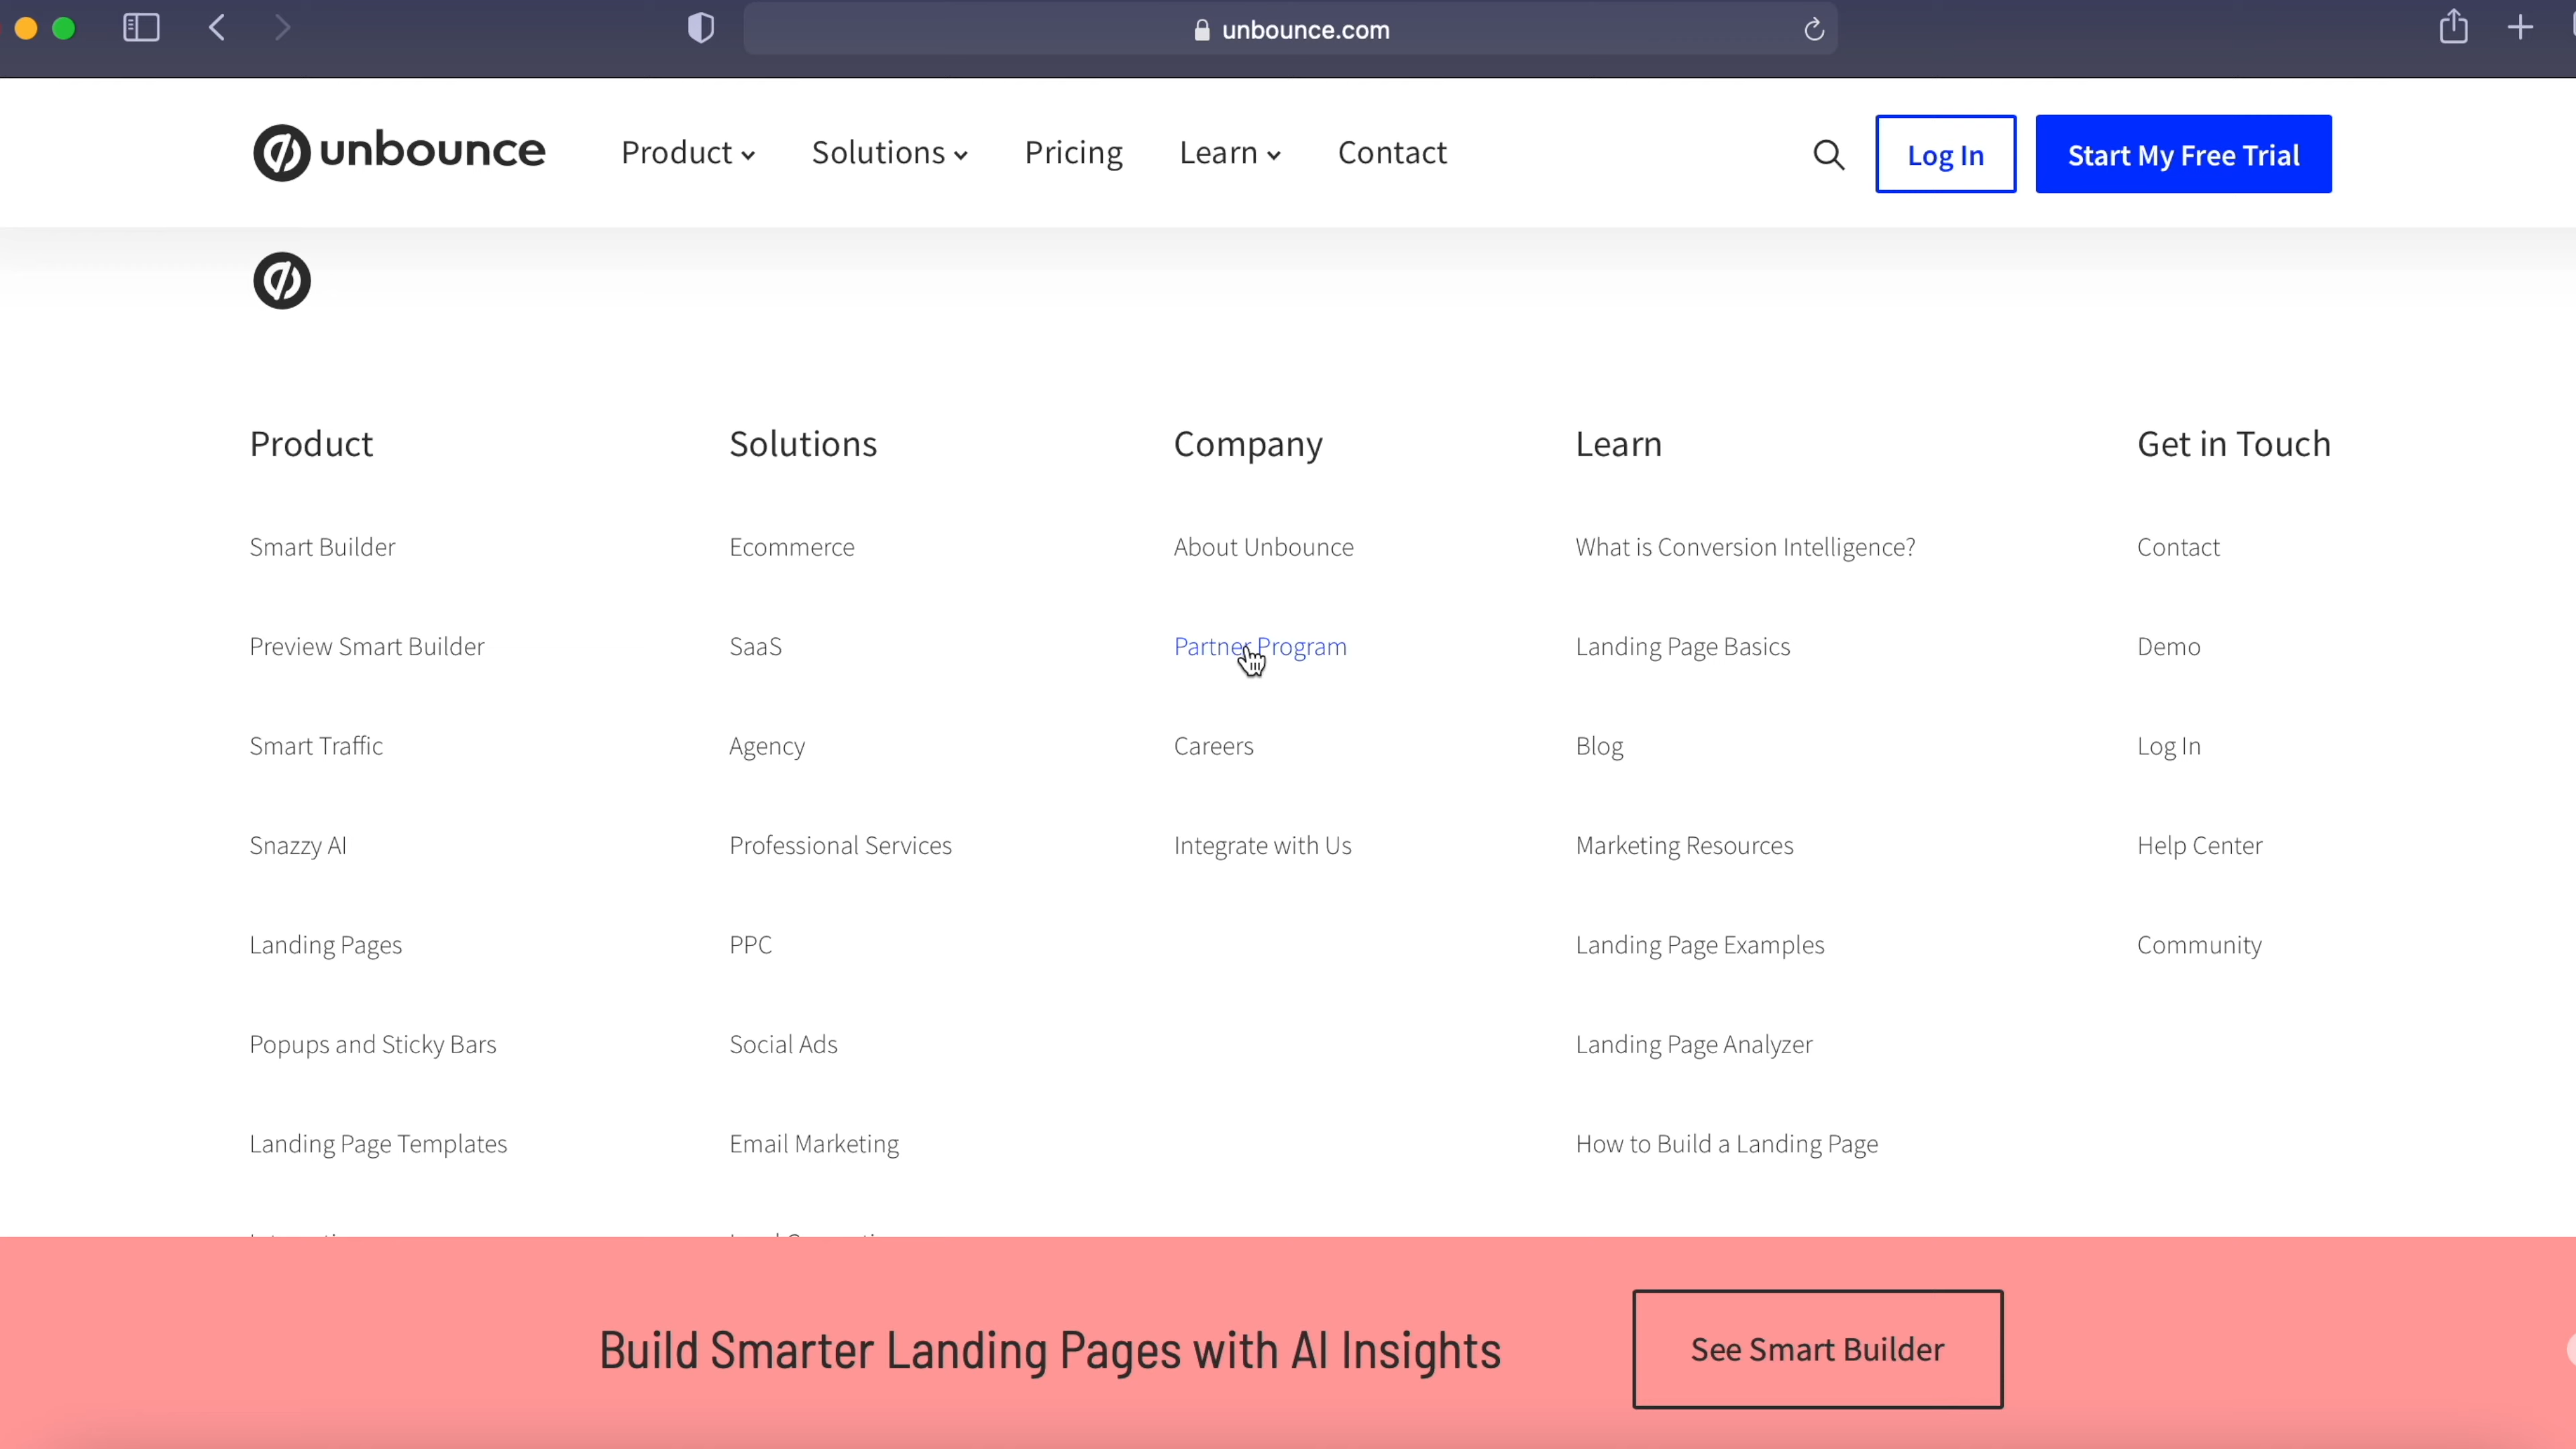 unbounce.com
unbounce
Product
Solutions
Pricing
Learn
Contact
Log In
Start My Free Trial
Product
Smart Builder
Preview Smart Builder
Smart Traffic
Snazzy AI
Landing Pages
Popups and Sticky Bars
Landing Page Templates
Solutions
Ecommerce
SaaS
Agency
Professional Services
PPC
Social Ads
Email Marketing
Company
About Unbounce
Partner Program
Careers
Integrate with Us
Learn
What is Conversion Intelligence?
Landing Page Basics
Blog
Marketing Resources
Landing Page Examples
Landing Page Analyzer
How to Build a Landing Page
Get in Touch
Contact
Demo
Log In
Help Center
Community
Build Smarter Landing Pages with AI Insights
See Smart Builder